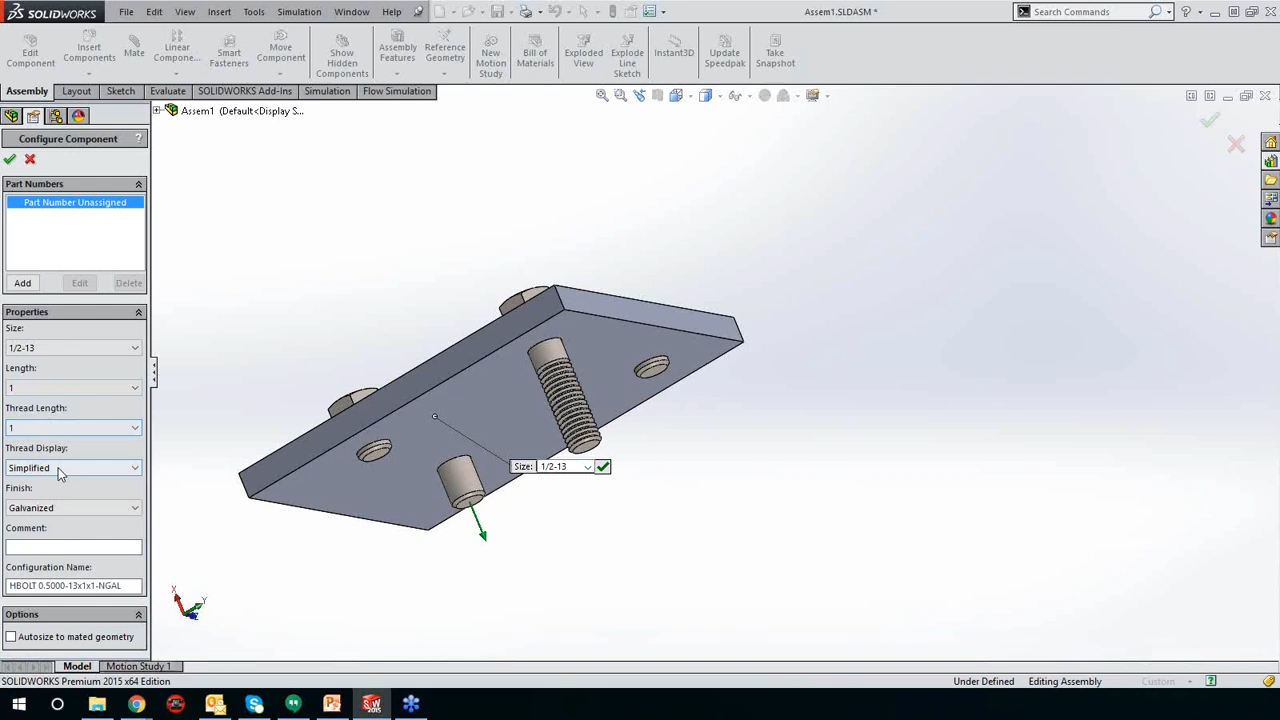 SOLIDWORKS File Edit View Insert Tools Simulation Window Help Assem1.SLDASM * Search Commands
Edit Component
Insert Components
Mate
Linear Compone...
Smart Fasteners
Move Component
Show Hidden Components
Assembly Features
Reference Geometry
New Motion Study
Bill of Materials
Exploded View
Explode Line Sketch
Instant3D
Update Speedpak
Take Snapshot
Assembly Layout Sketch Evaluate SOLIDWORKS Add-Ins Simulation Flow Simulation
Assem1 (Default<Display S...
Configure Component ?
Part Numbers
Part Number Unassigned
Add Edit Delete
Properties
Size:
1/2-13
Length:
1
Thread Length:
1
Thread Display:
Simplified
Finish:
Galvanized
Comment:
Configuration Name:
HBOLT 0.5000-13x1x1-NGAL
Options
Autosize to mated geometry
Size: 1/2-13
X
Y
Z
Model Motion Study 1
SOLIDWORKS Premium 2015 x64 Edition Under Defined Editing Assembly Custom